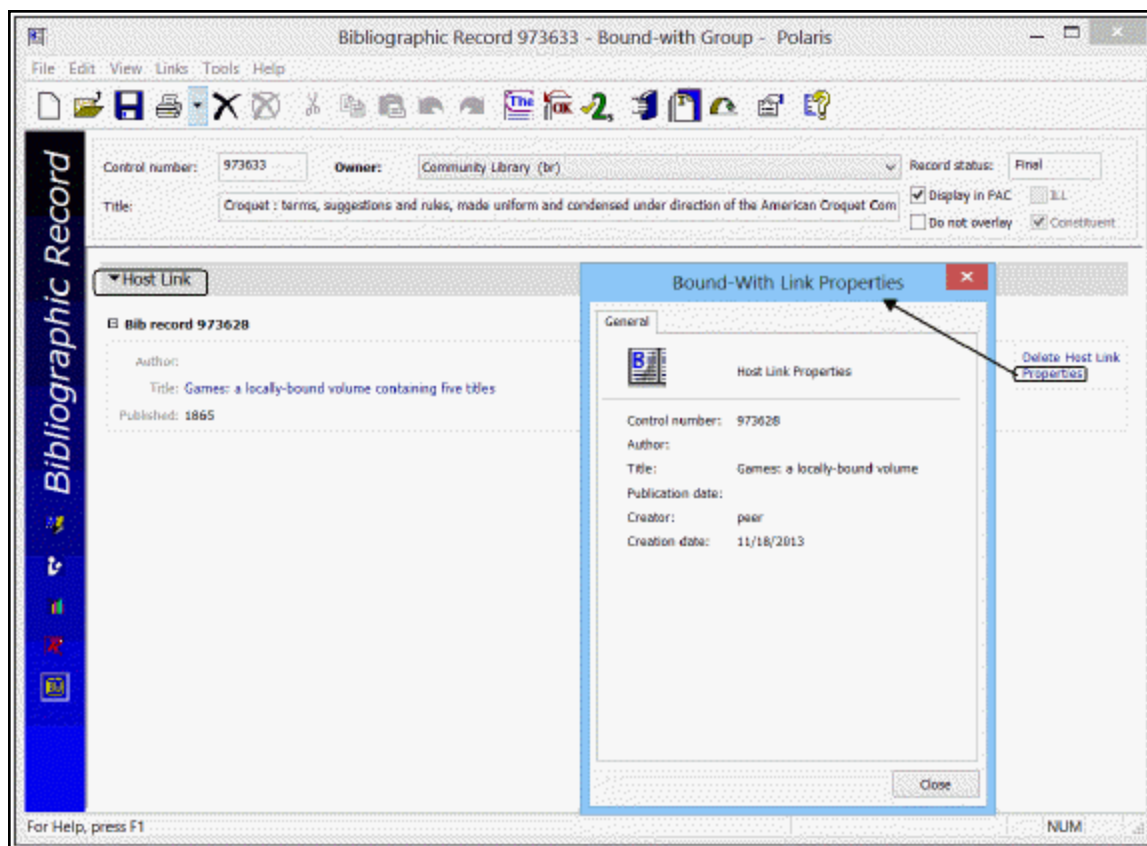 Bibliographic Record 973633 - Bound-with Group - Polaris
File Edit View Links Tools Help
Bibliographic Record
Control number: 973633 Owner: Community Library (br) Record status: Final
Title: Croquet : terms, suggestions and rules, made uniform and condensed under direction of the American Croquet Com
Display in PAC ILL
Do not overlay Constituent
Host Link
Bib record 973628
Author:
Title: Games: a locally-bound volume containing five titles
Published: 1865
Delete Host Link
Properties
Bound-With Link Properties
General
Host Link Properties
Control number: 973628
Author:
Title: Games: a locally-bound volume
Publication date:
Creator: peer
Creation date: 11/18/2013
Close
For Help, press F1 NUM